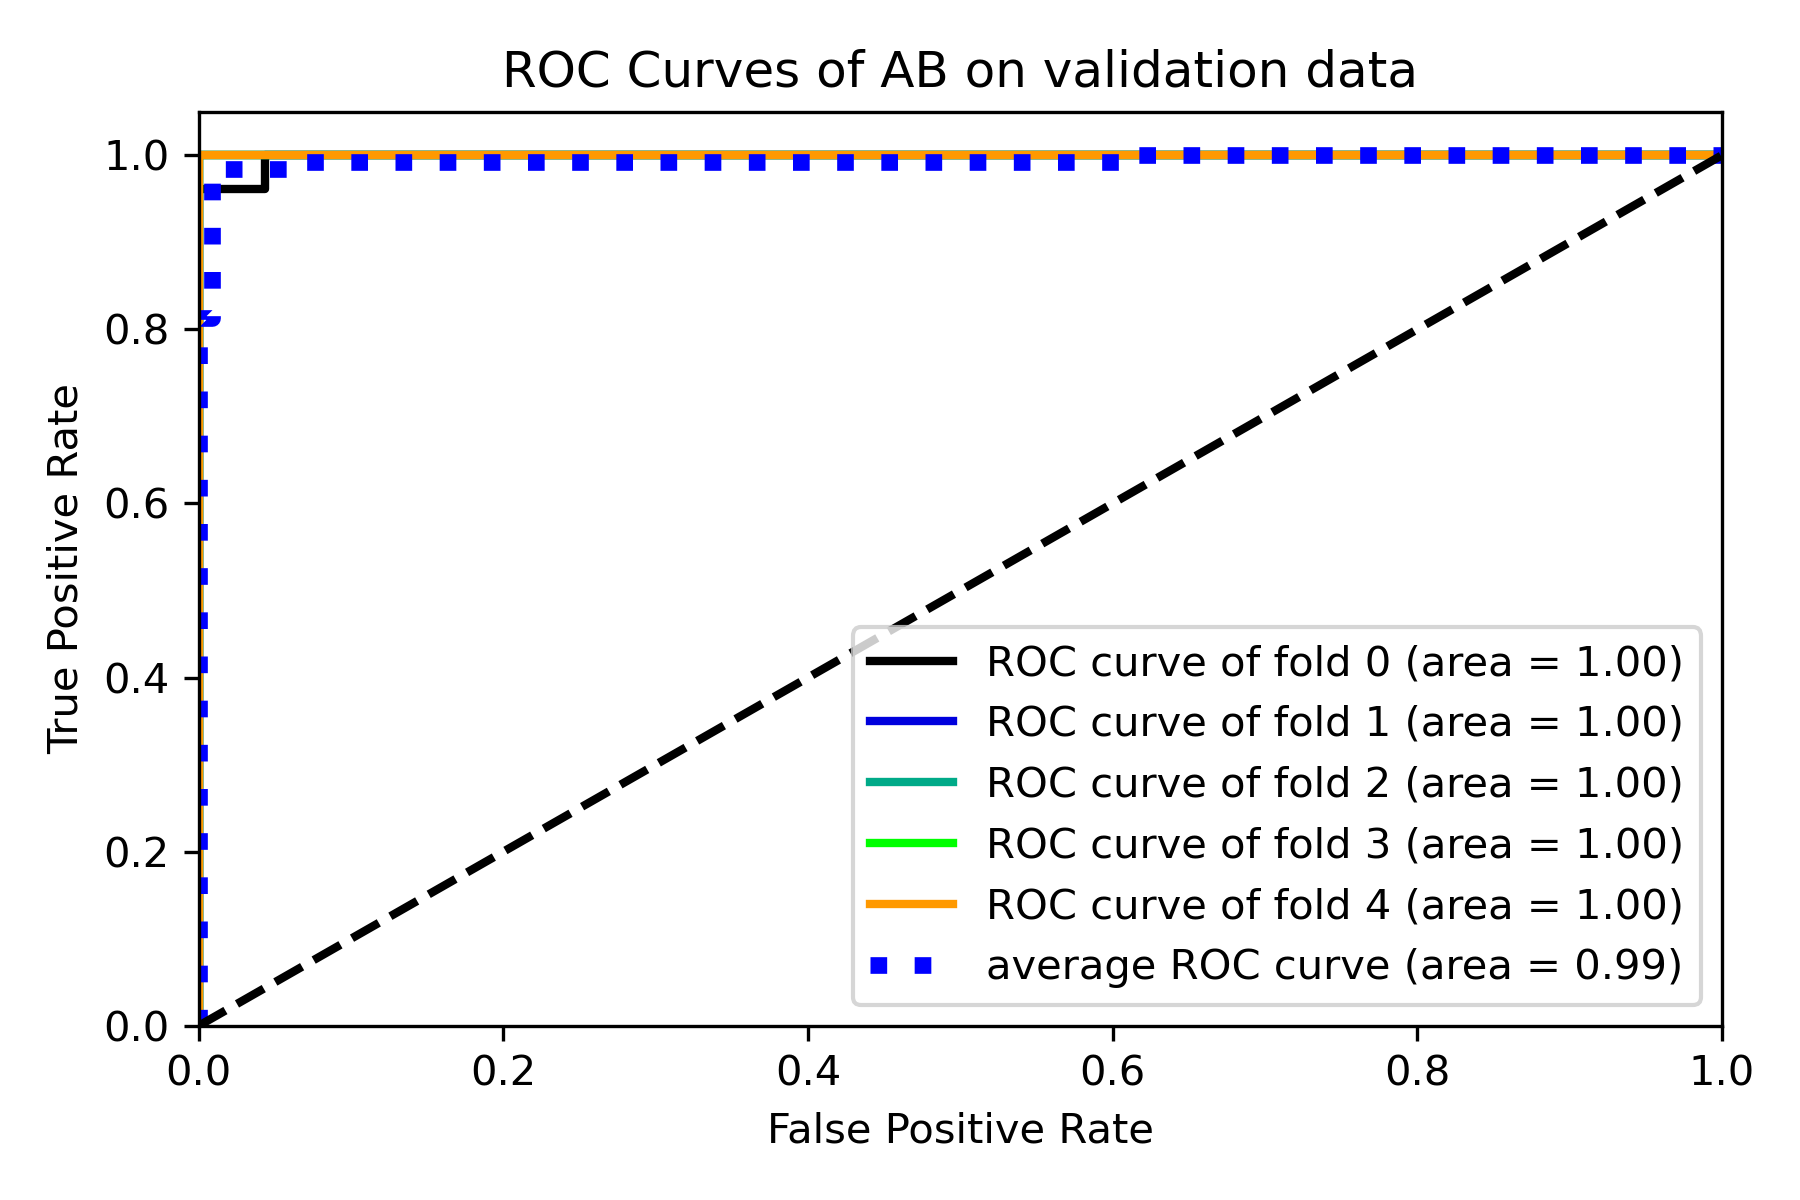 ROC Curves of AB on validation data
1.0
0.8
0.6
0.4
0.2
0.0
True Positive Rate
ROC curve of fold 0 (area = 1.00)
ROC curve of fold 1 (area = 1.00)
ROC curve of fold 2 (area = 1.00)
ROC curve of fold 3 (area = 1.00)
ROC curve of fold 4 (area = 1.00)
average ROC curve (area = 0.99)
0.0 0.2 0.4 0.6 0.8 1.0
False Positive Rate